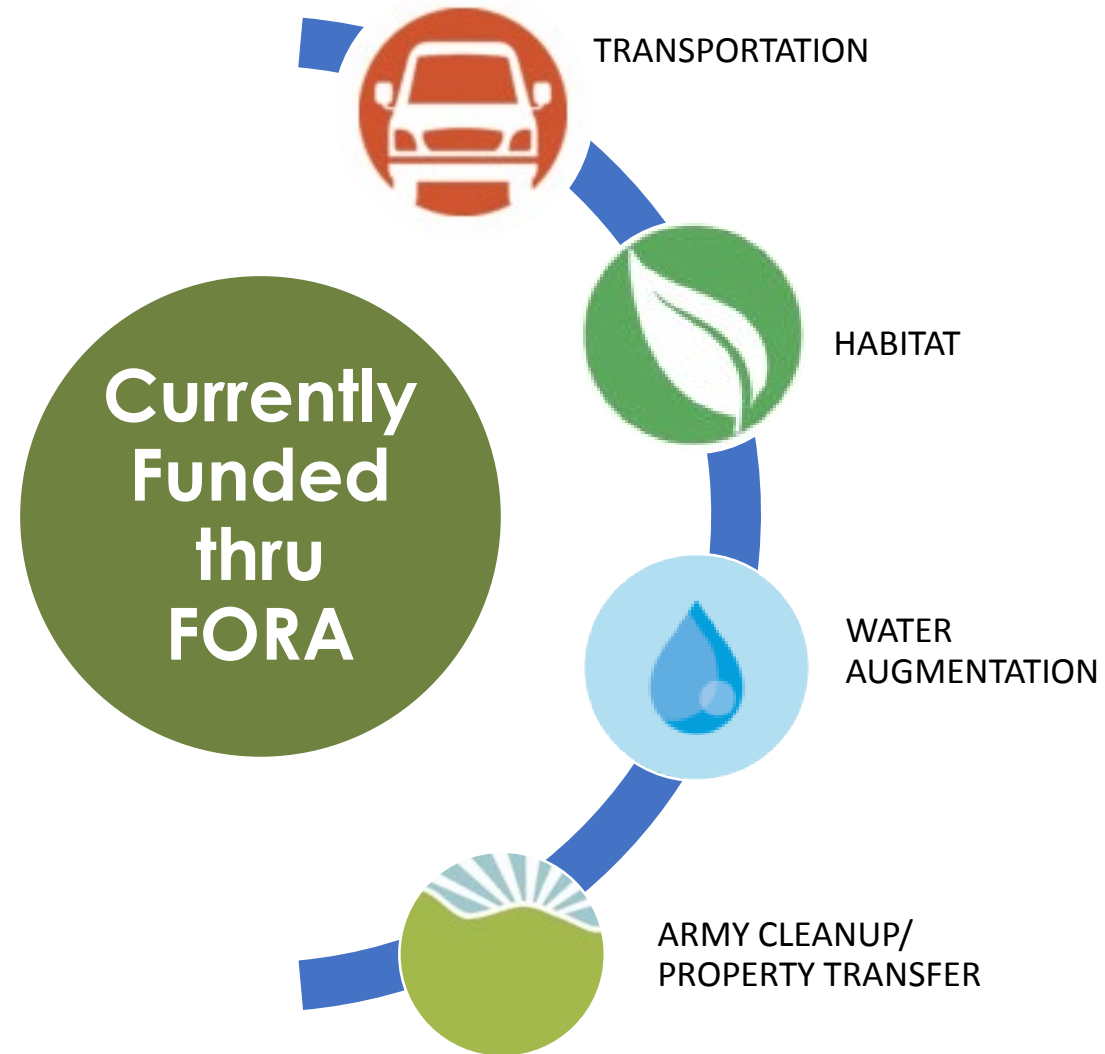 TRANSPORTATION
HABITAT
Currently
Funded
thru
FORA
WATER
AUGMENTATION
ARMY CLEANUP/
PROPERTY TRANSFER